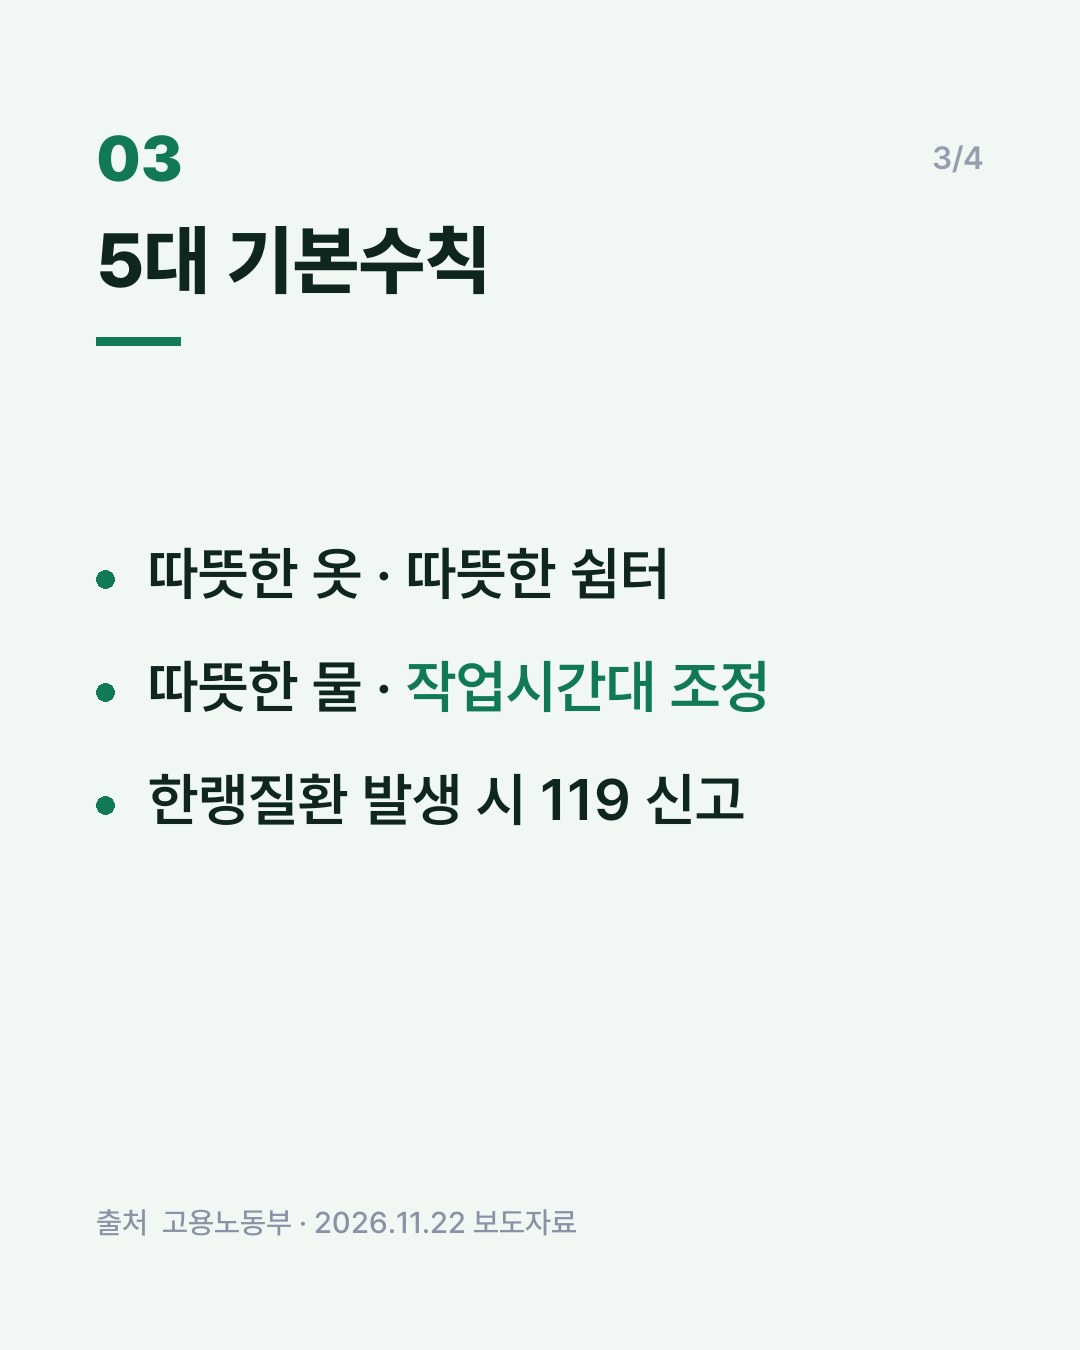 03
3/4
5대 기본수칙
• 따뜻한 옷 · 따뜻한 쉼터
• 따뜻한 물 · 작업시간대 조정
• 한랭질환 발생 시 119 신고
출처 고용노동부 · 2026.11.22 보도자료